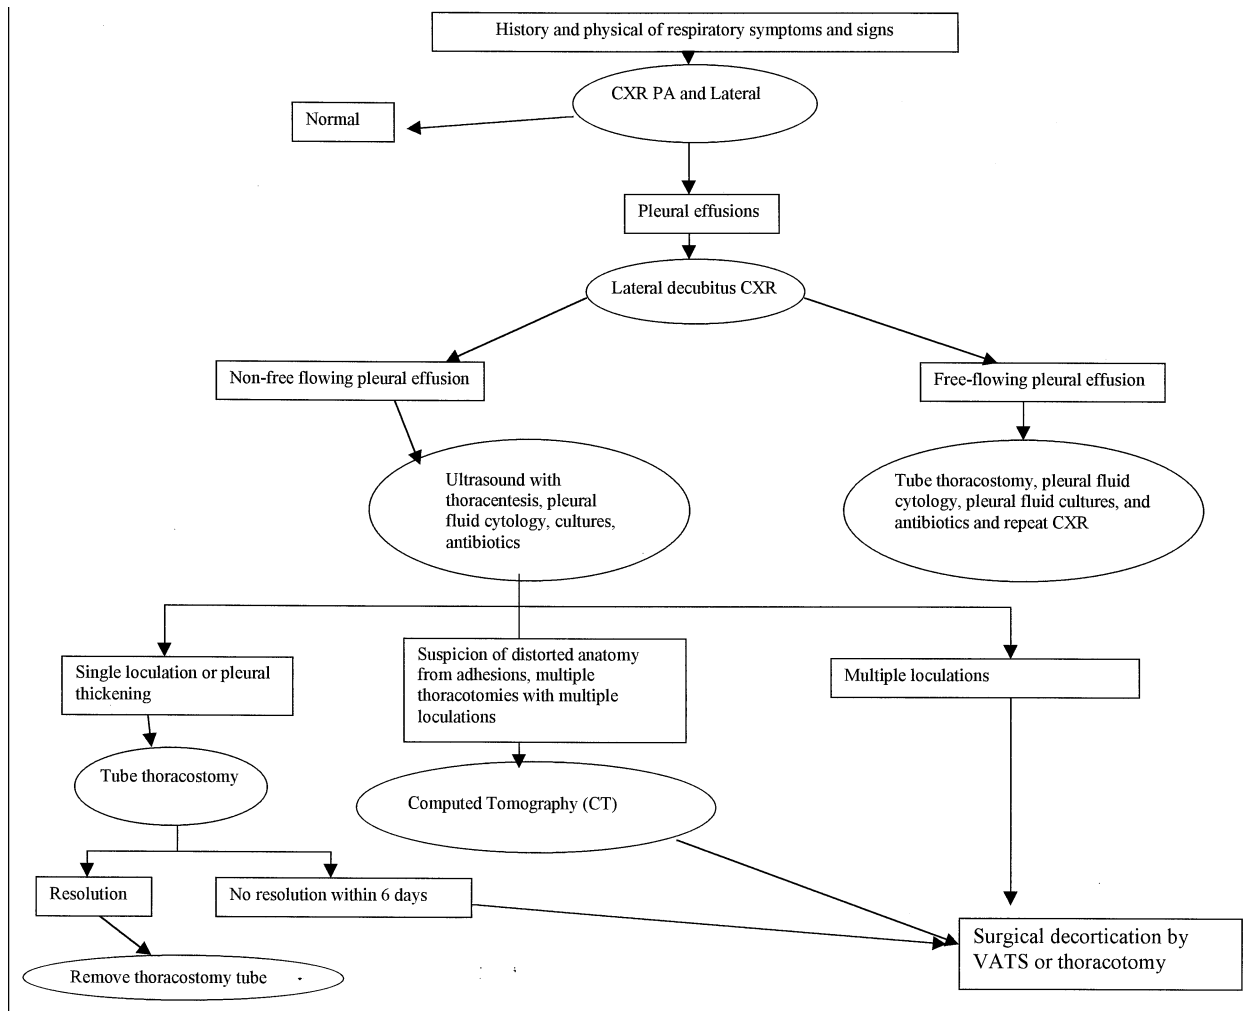 History and physical of respiratory symptoms and signs
CXR PA and Lateral
Normal
Pleural effusions
Lateral decubitus CXR
Non-free flowing pleural effusion
Free-flowing pleural effusion
Ultrasound with
thoracentesis, pleural
fluid cytology, cultures,
antibiotics
Tube thoracostomy, pleural fluid
cytology, pleural fluid cultures, and
antibiotics and repeat CXR
Single loculation or pleural
thickening
Suspicion of distorted anatomy
from adhesions, multiple
thoracotomies with multiple
loculations
Multiple loculations
Tube thoracostomy
Computed Tomography (CT)
Resolution
No resolution within 6 days
Surgical decortication by
VATS or thoracotomy
Remove thoracostomy tube